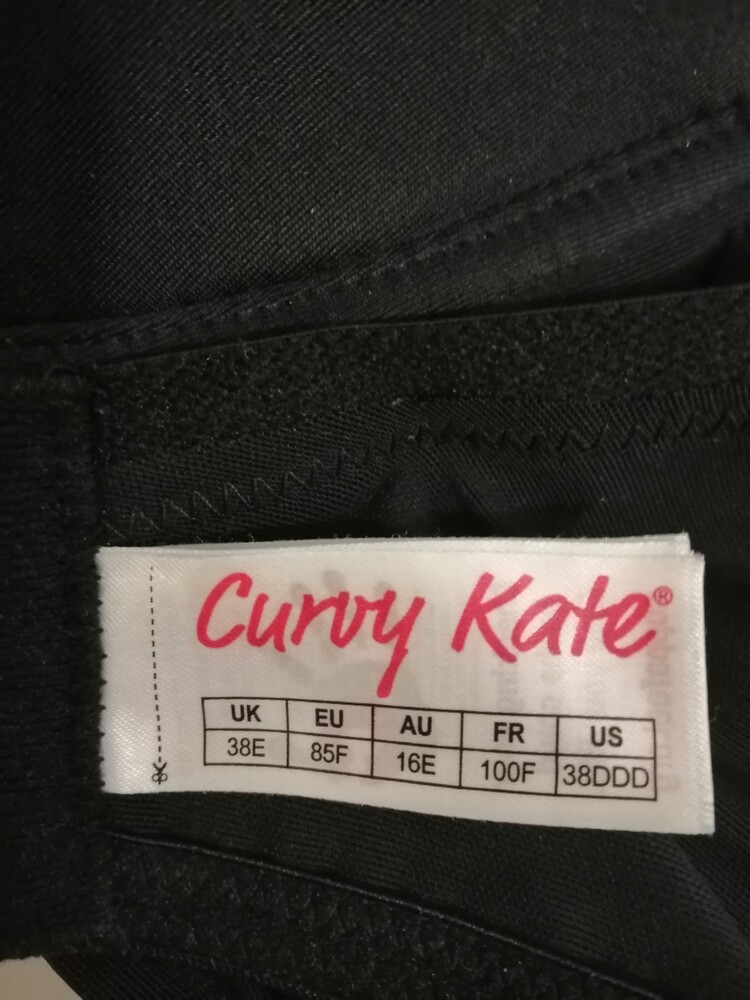 Curvy Kate®
UK EU AU FR US
38E 85F 16E 100F 38DDD